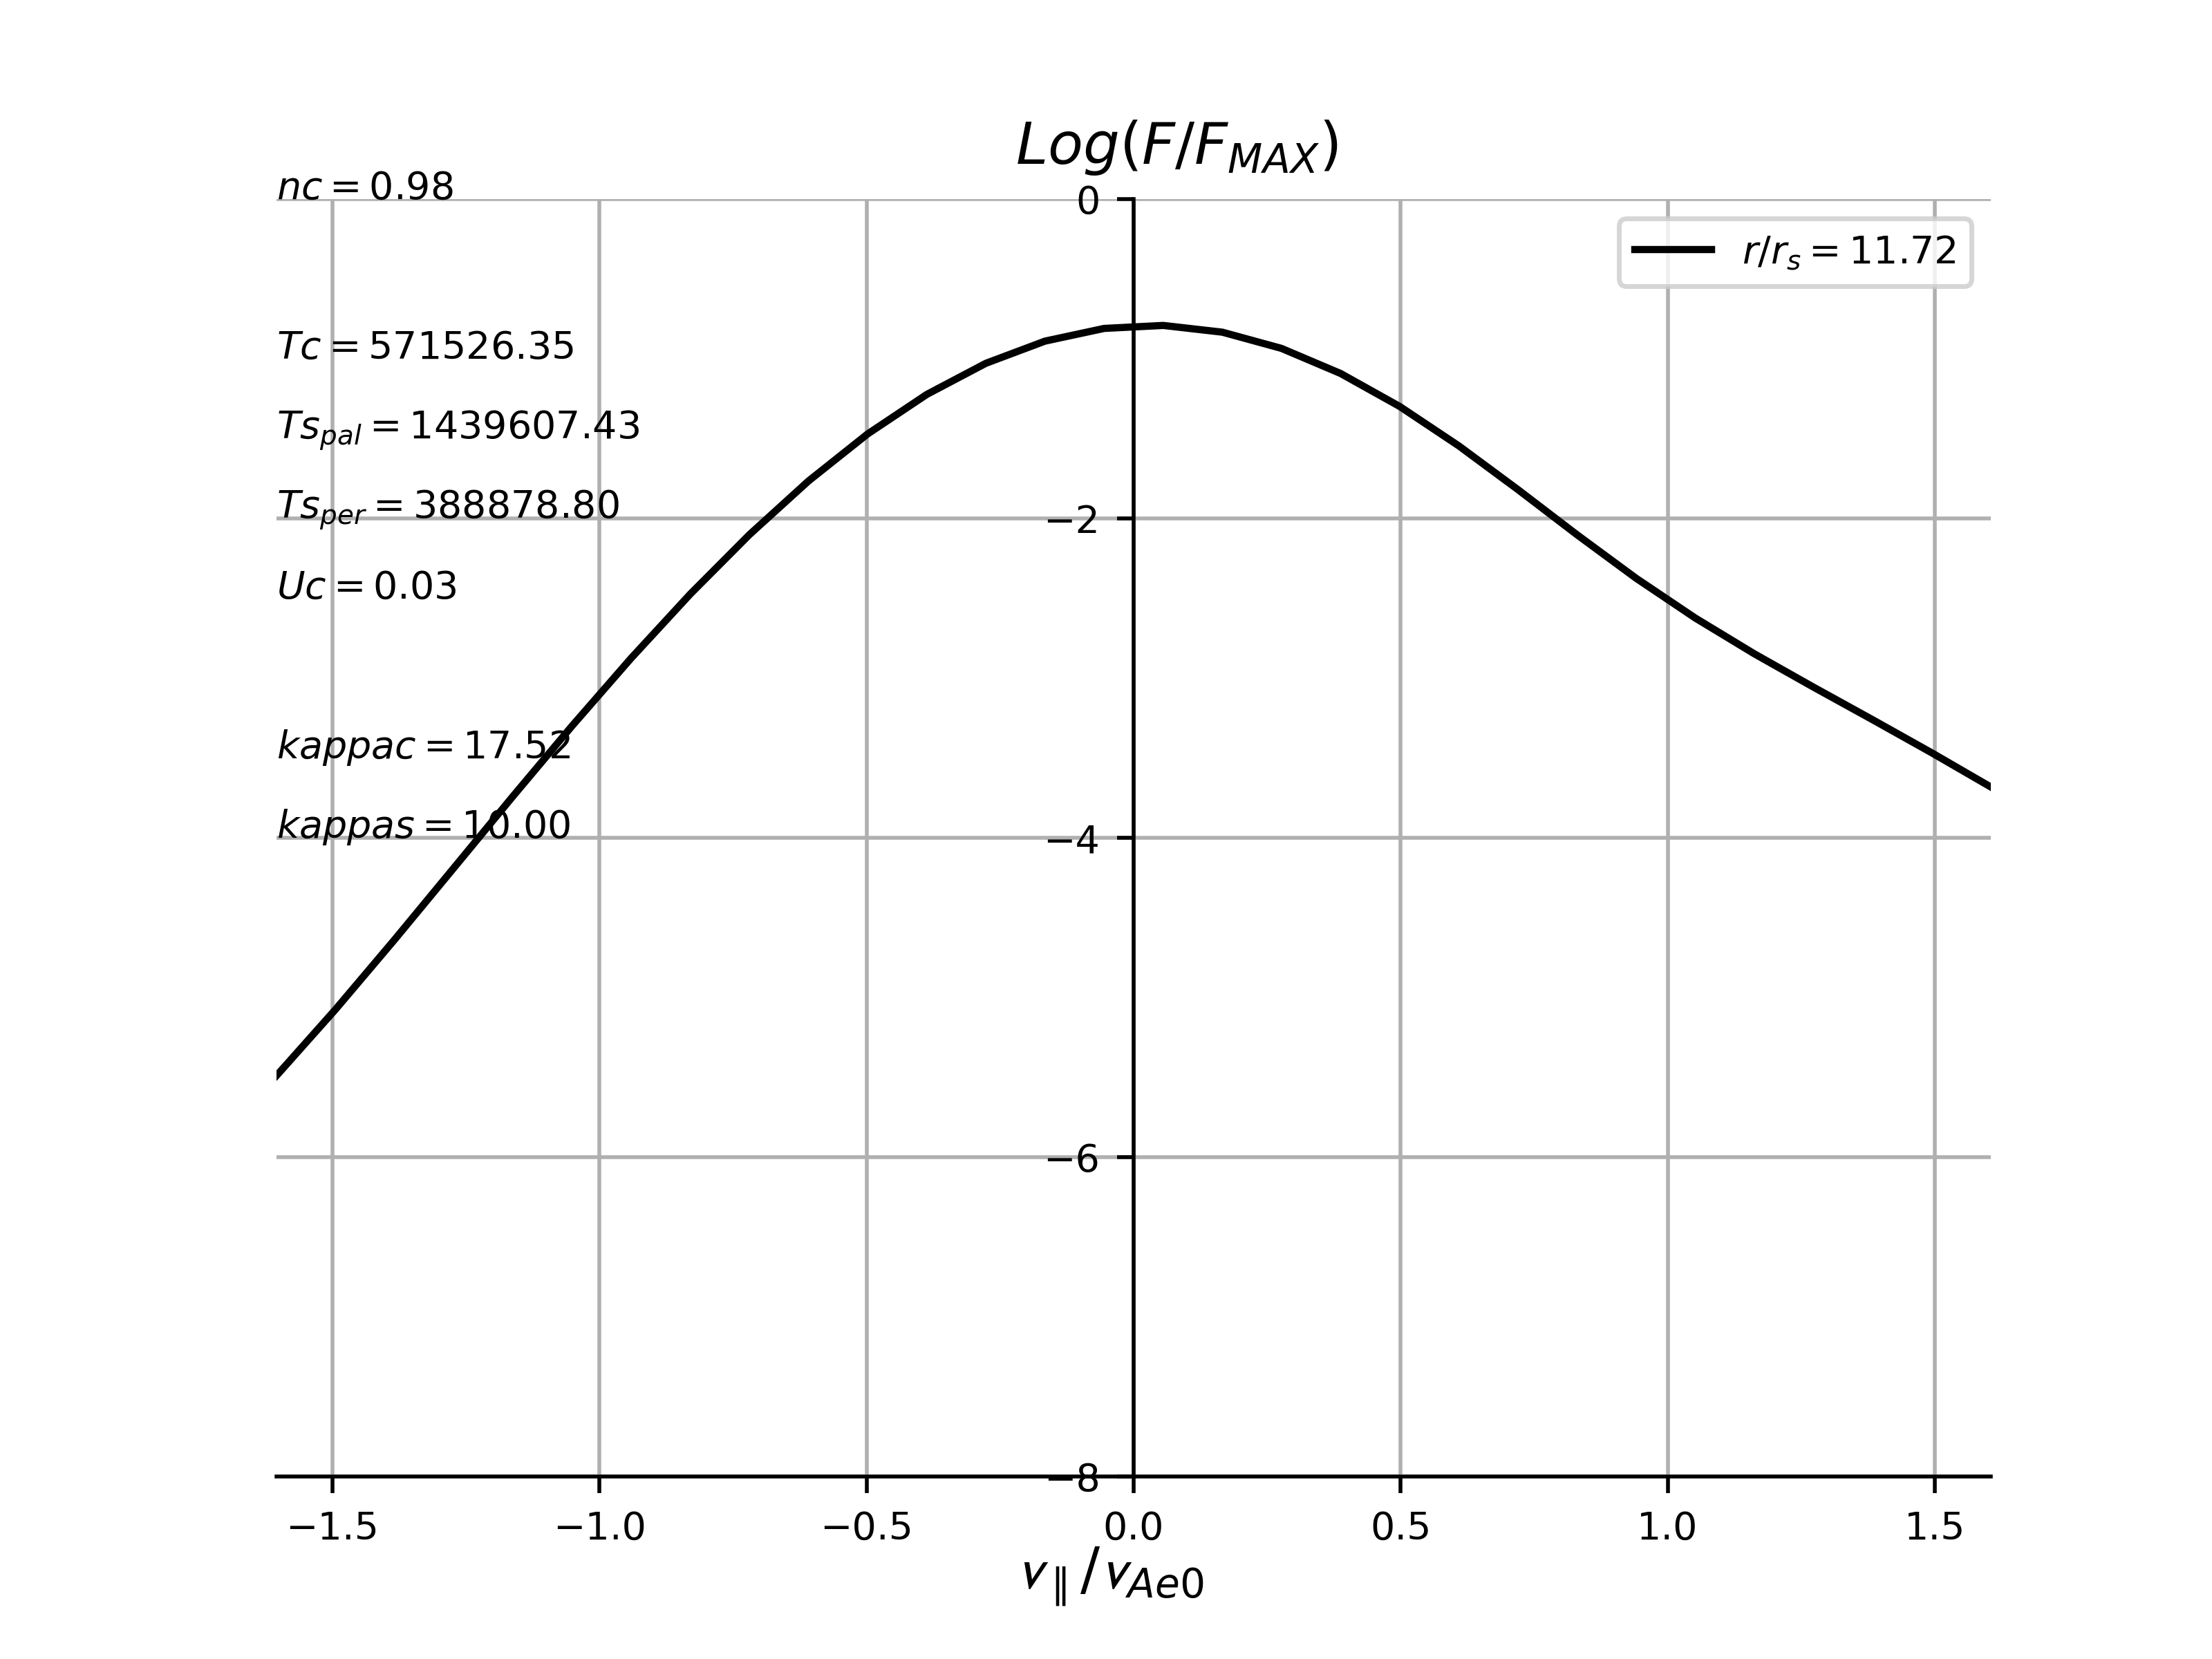 Log(F/F_MAX)
nc = 0.98
0
r/r_s = 11.72
Tc = 571526.35
Ts_pal = 1439607.43
Ts_per = 388878.80
−2
Uc = 0.03
kappac = 17.52
kappas = 10.00
−4
−6
−8
−1.5 −1.0 −0.5 0.0 0.5 1.0 1.5
v_∥/v_Ae0